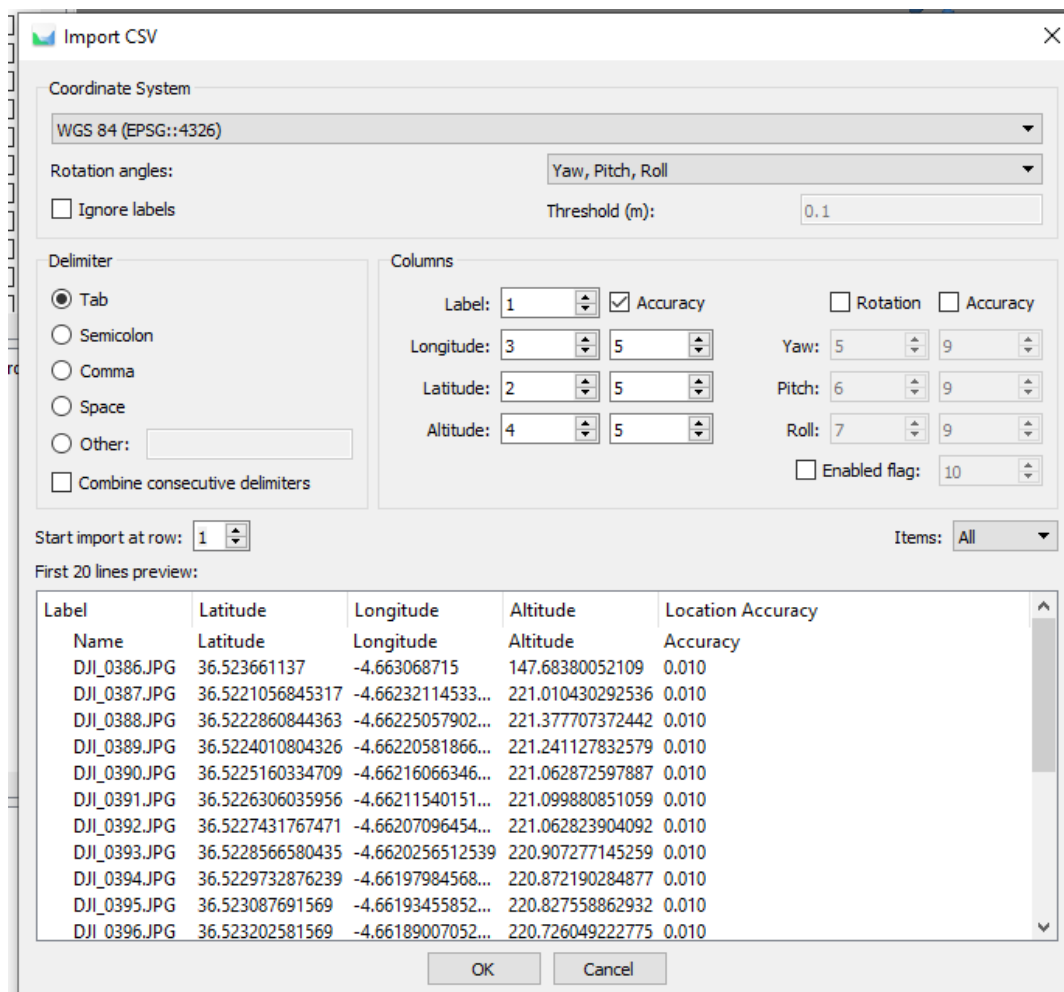 Import CSV
Coordinate System
WGS 84 (EPSG::4326)
Rotation angles: Yaw, Pitch, Roll
Ignore labels Threshold (m): 0.1
Delimiter Columns
Tab Label: 1 Accuracy Rotation Accuracy
Semicolon Longitude: 3 5 Yaw: 5 9
Comma Latitude: 2 5 Pitch: 6 9
Space Altitude: 4 5 Roll: 7 9
Other: Enabled flag: 10
Combine consecutive delimiters
Start import at row: 1 Items: All
First 20 lines preview:
Label Latitude Longitude Altitude Location Accuracy
Name Latitude Longitude Altitude Accuracy
DJI_0386.JPG 36.523661137 -4.663068715 147.68380052109 0.010
DJI_0387.JPG 36.5221056845317 -4.66232114533... 221.010430292536 0.010
DJI_0388.JPG 36.5222860844363 -4.66225057902... 221.377707372442 0.010
DJI_0389.JPG 36.5224010804326 -4.66220581866... 221.241127832579 0.010
DJI_0390.JPG 36.5225160334709 -4.66216066346... 221.062872597887 0.010
DJI_0391.JPG 36.5226306035956 -4.66211540151... 221.099880851059 0.010
DJI_0392.JPG 36.5227431767471 -4.66207096454... 221.062823904092 0.010
DJI_0393.JPG 36.5228566580435 -4.6620256512539 220.907277145259 0.010
DJI_0394.JPG 36.5229732876239 -4.66197984568... 220.872190284877 0.010
DJI_0395.JPG 36.523087691569 -4.66193455852... 220.827558862932 0.010
DJI_0396.JPG 36.523202581569 -4.66189007052... 220.726049222775 0.010
OK Cancel